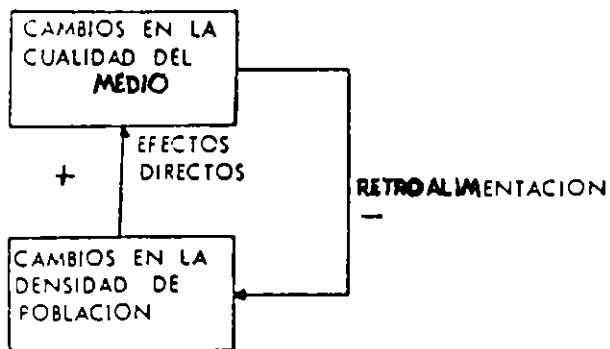 CAMBIOS EN LA
CUALIDAD DEL
MEDIO
EFECTOS
DIRECTOS
+
RETROALIMENTACION
−
CAMBIOS EN LA
DENSIDAD DE
POBLACION